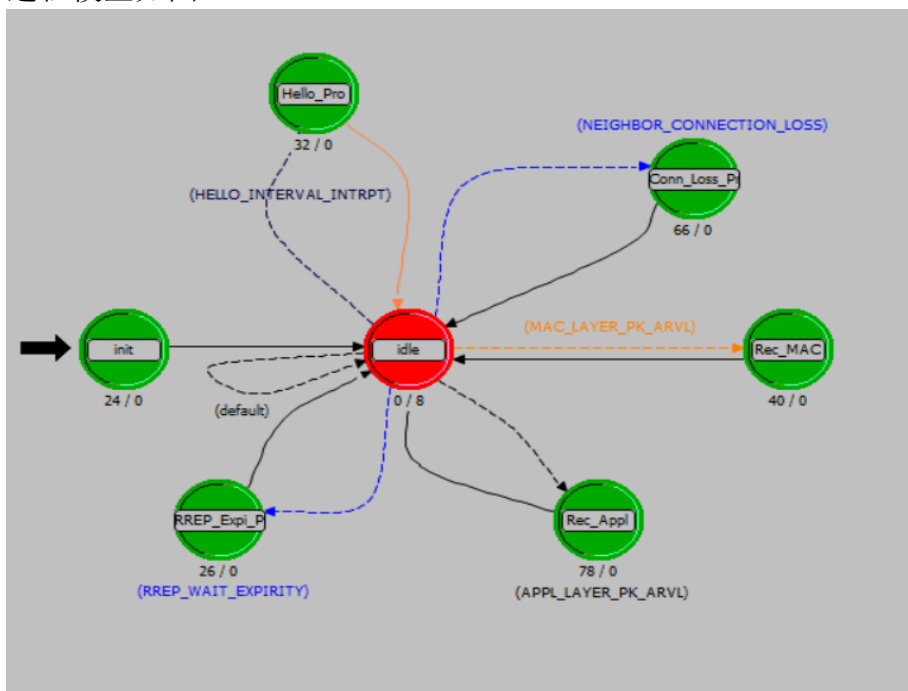 Hello_Pro
32 / 0
(NEIGHBOR_CONNECTION_LOSS)
Conn_Loss_P
66 / 0
(HELLO_INTERVAL_INTRPT)
init
24 / 0
idle
0 / 8
(MAC_LAYER_PK_ARVL)
Rec_MAC
40 / 0
(default)
RREP_Expi_P
26 / 0
(RREP_WAIT_EXPIRITY)
Rec_Appl
78 / 0
(APPL_LAYER_PK_ARVL)